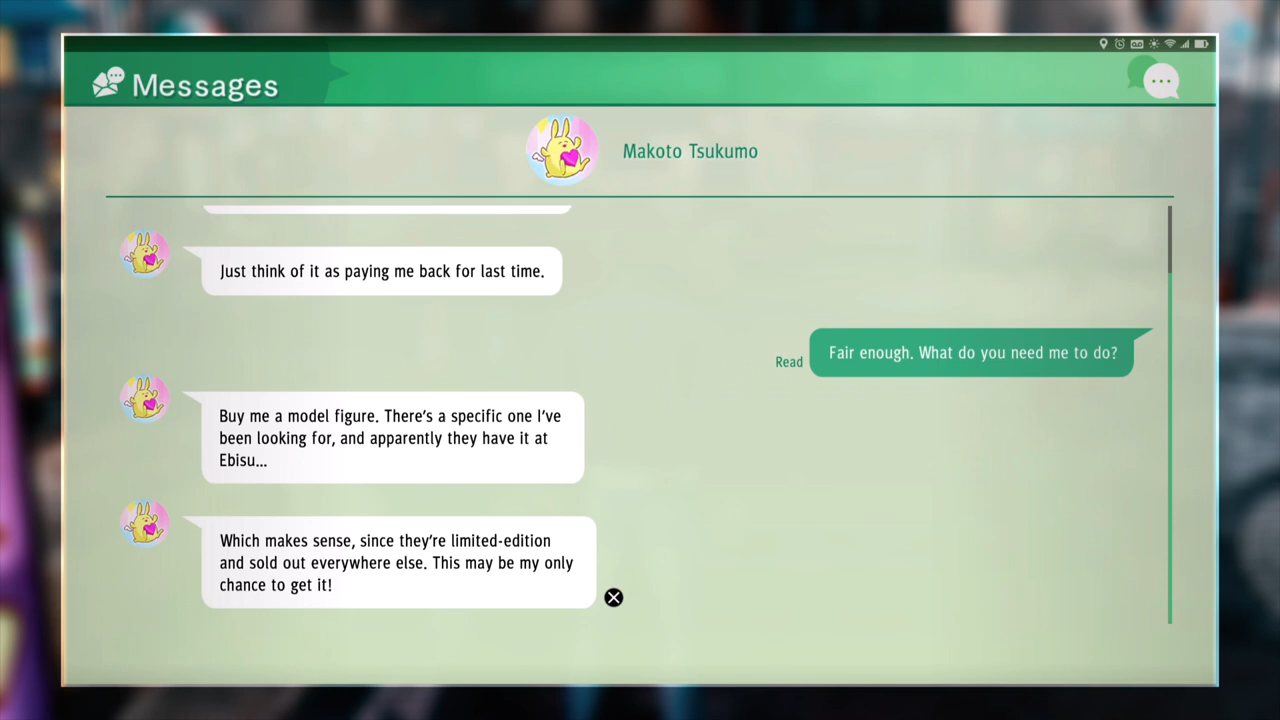 Messages
Makoto Tsukumo
Just think of it as paying me back for last time.
Fair enough. What do you need me to do?
Read
Buy me a model figure. There's a specific one I've
been looking for, and apparently they have it at
Ebisu...
Which makes sense, since they're limited-edition
and sold out everywhere else. This may be my only
chance to get it!